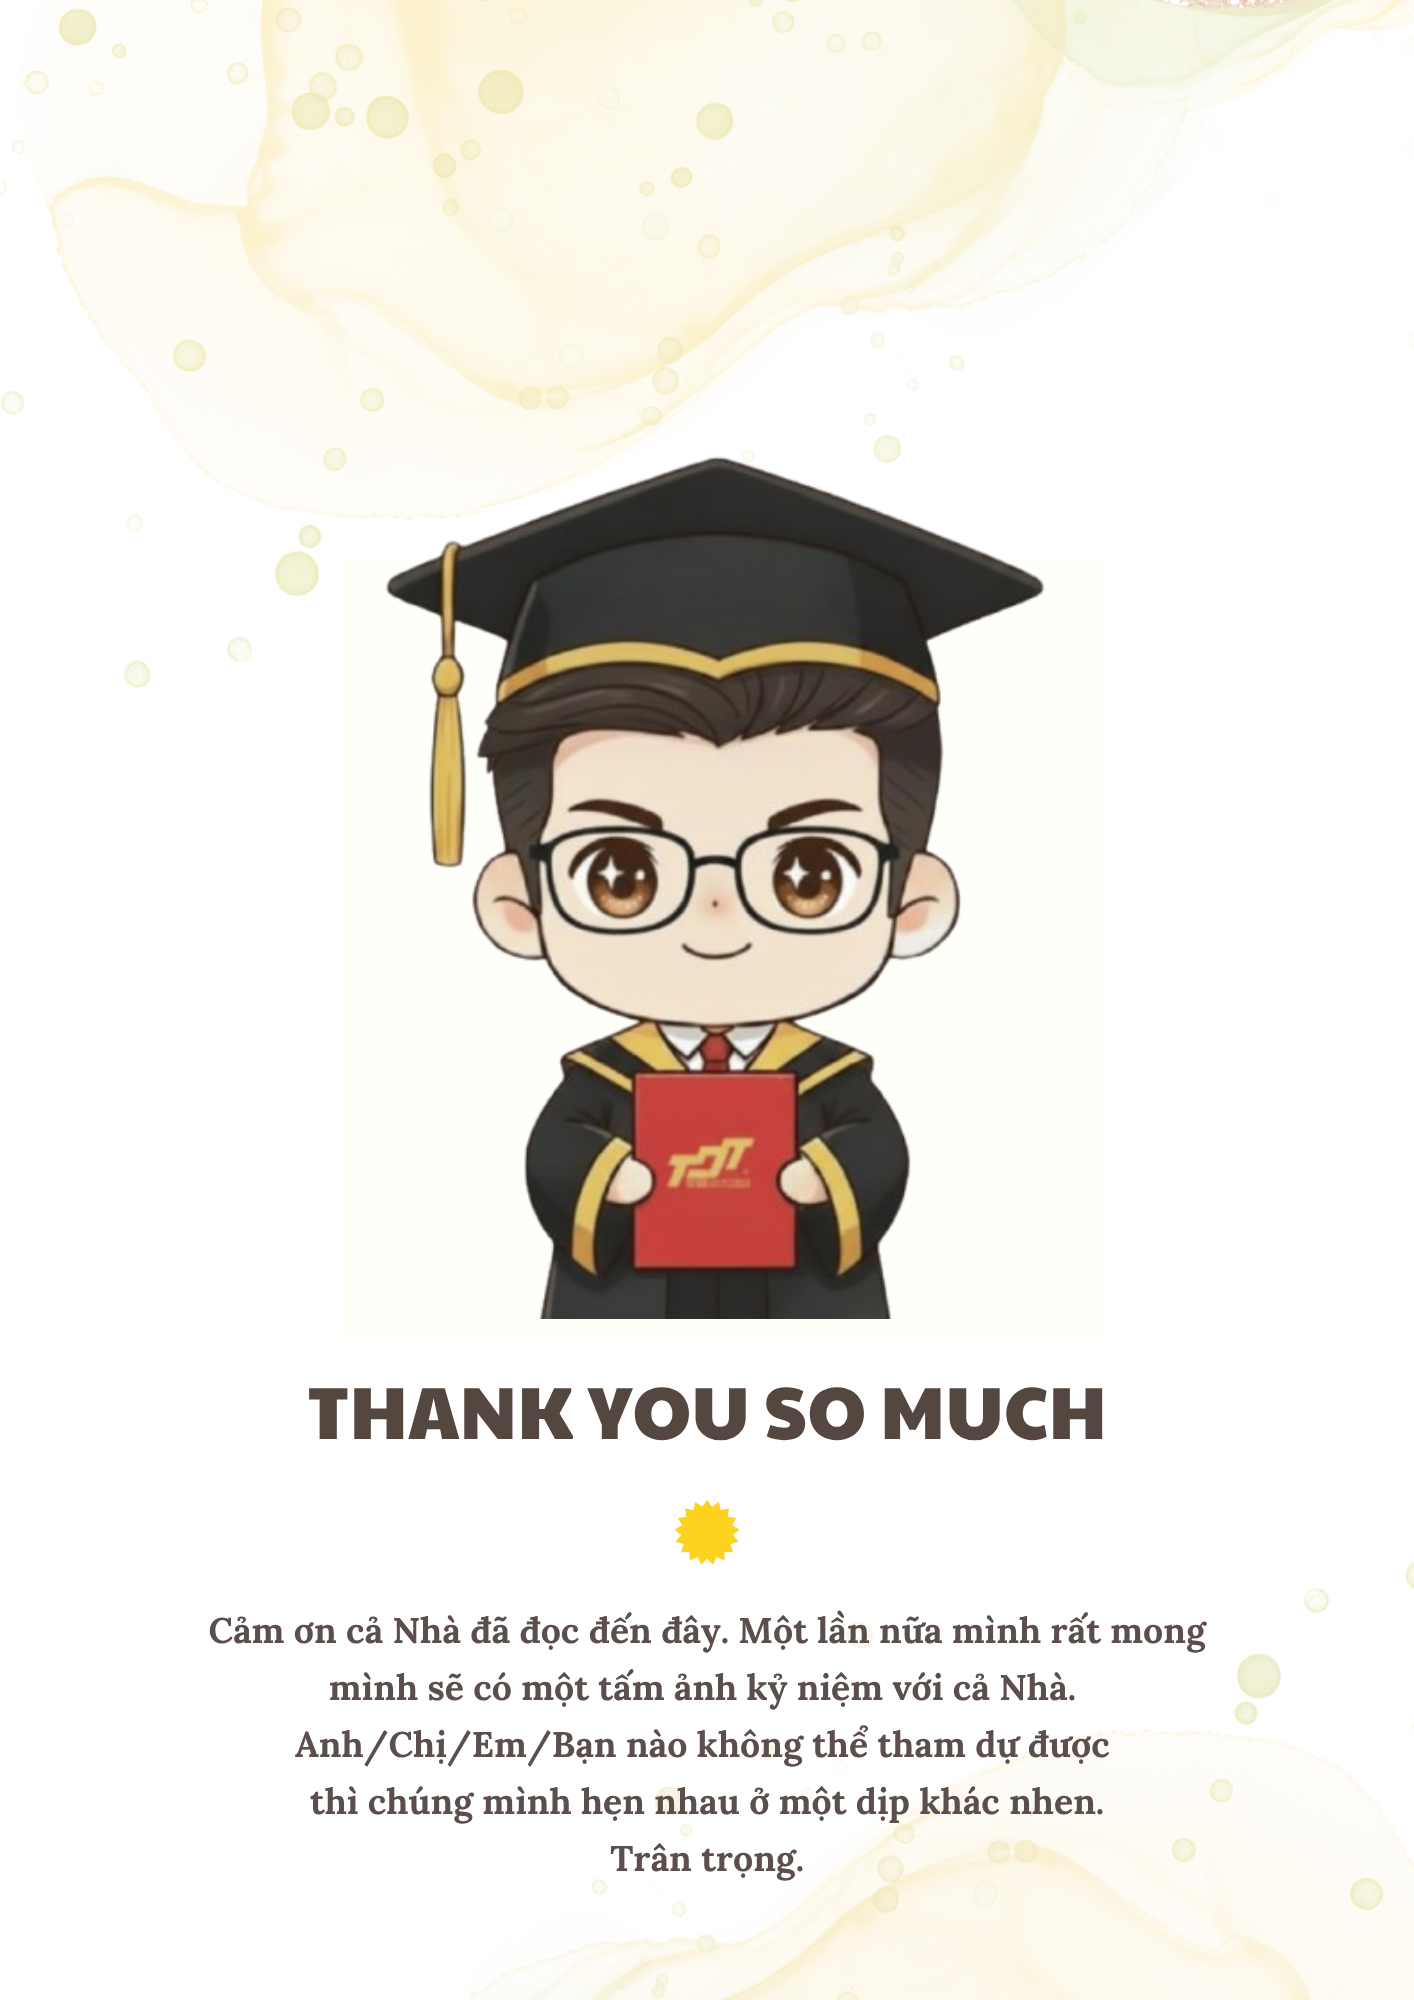 TDT
THANK YOU SO MUCH
Cảm ơn cả Nhà đã đọc đến đây. Một lần nữa mình rất mong
mình sẽ có một tấm ảnh kỷ niệm với cả Nhà.
Anh/Chị/Em/Bạn nào không thể tham dự được
thì chúng mình hẹn nhau ở một dịp khác nhen.
Trân trọng.